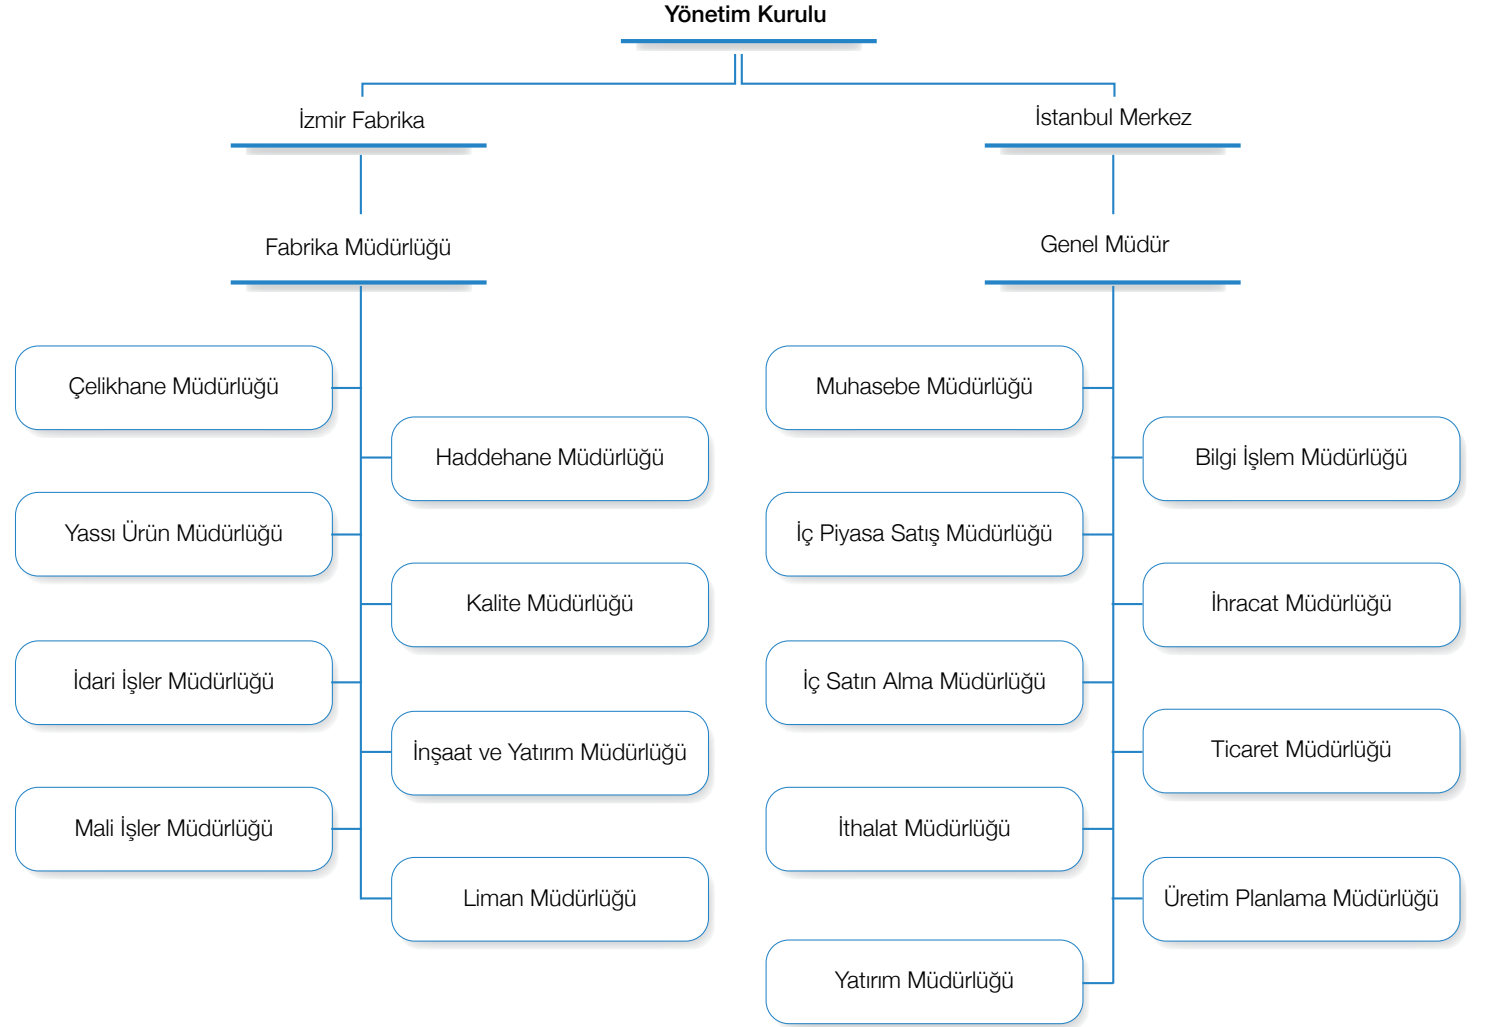 Yönetim Kurulu
İzmir Fabrika
İstanbul Merkez
Fabrika Müdürlüğü
Genel Müdür
Çelikhane Müdürlüğü
Haddehane Müdürlüğü
Yassı Ürün Müdürlüğü
Kalite Müdürlüğü
İdari İşler Müdürlüğü
İnşaat ve Yatırım Müdürlüğü
Mali İşler Müdürlüğü
Liman Müdürlüğü
Muhasebe Müdürlüğü
Bilgi İşlem Müdürlüğü
İç Piyasa Satış Müdürlüğü
İhracat Müdürlüğü
İç Satın Alma Müdürlüğü
Ticaret Müdürlüğü
İthalat Müdürlüğü
Üretim Planlama Müdürlüğü
Yatırım Müdürlüğü